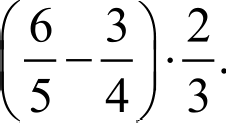 (6/5 − 3/4) · 2/3.